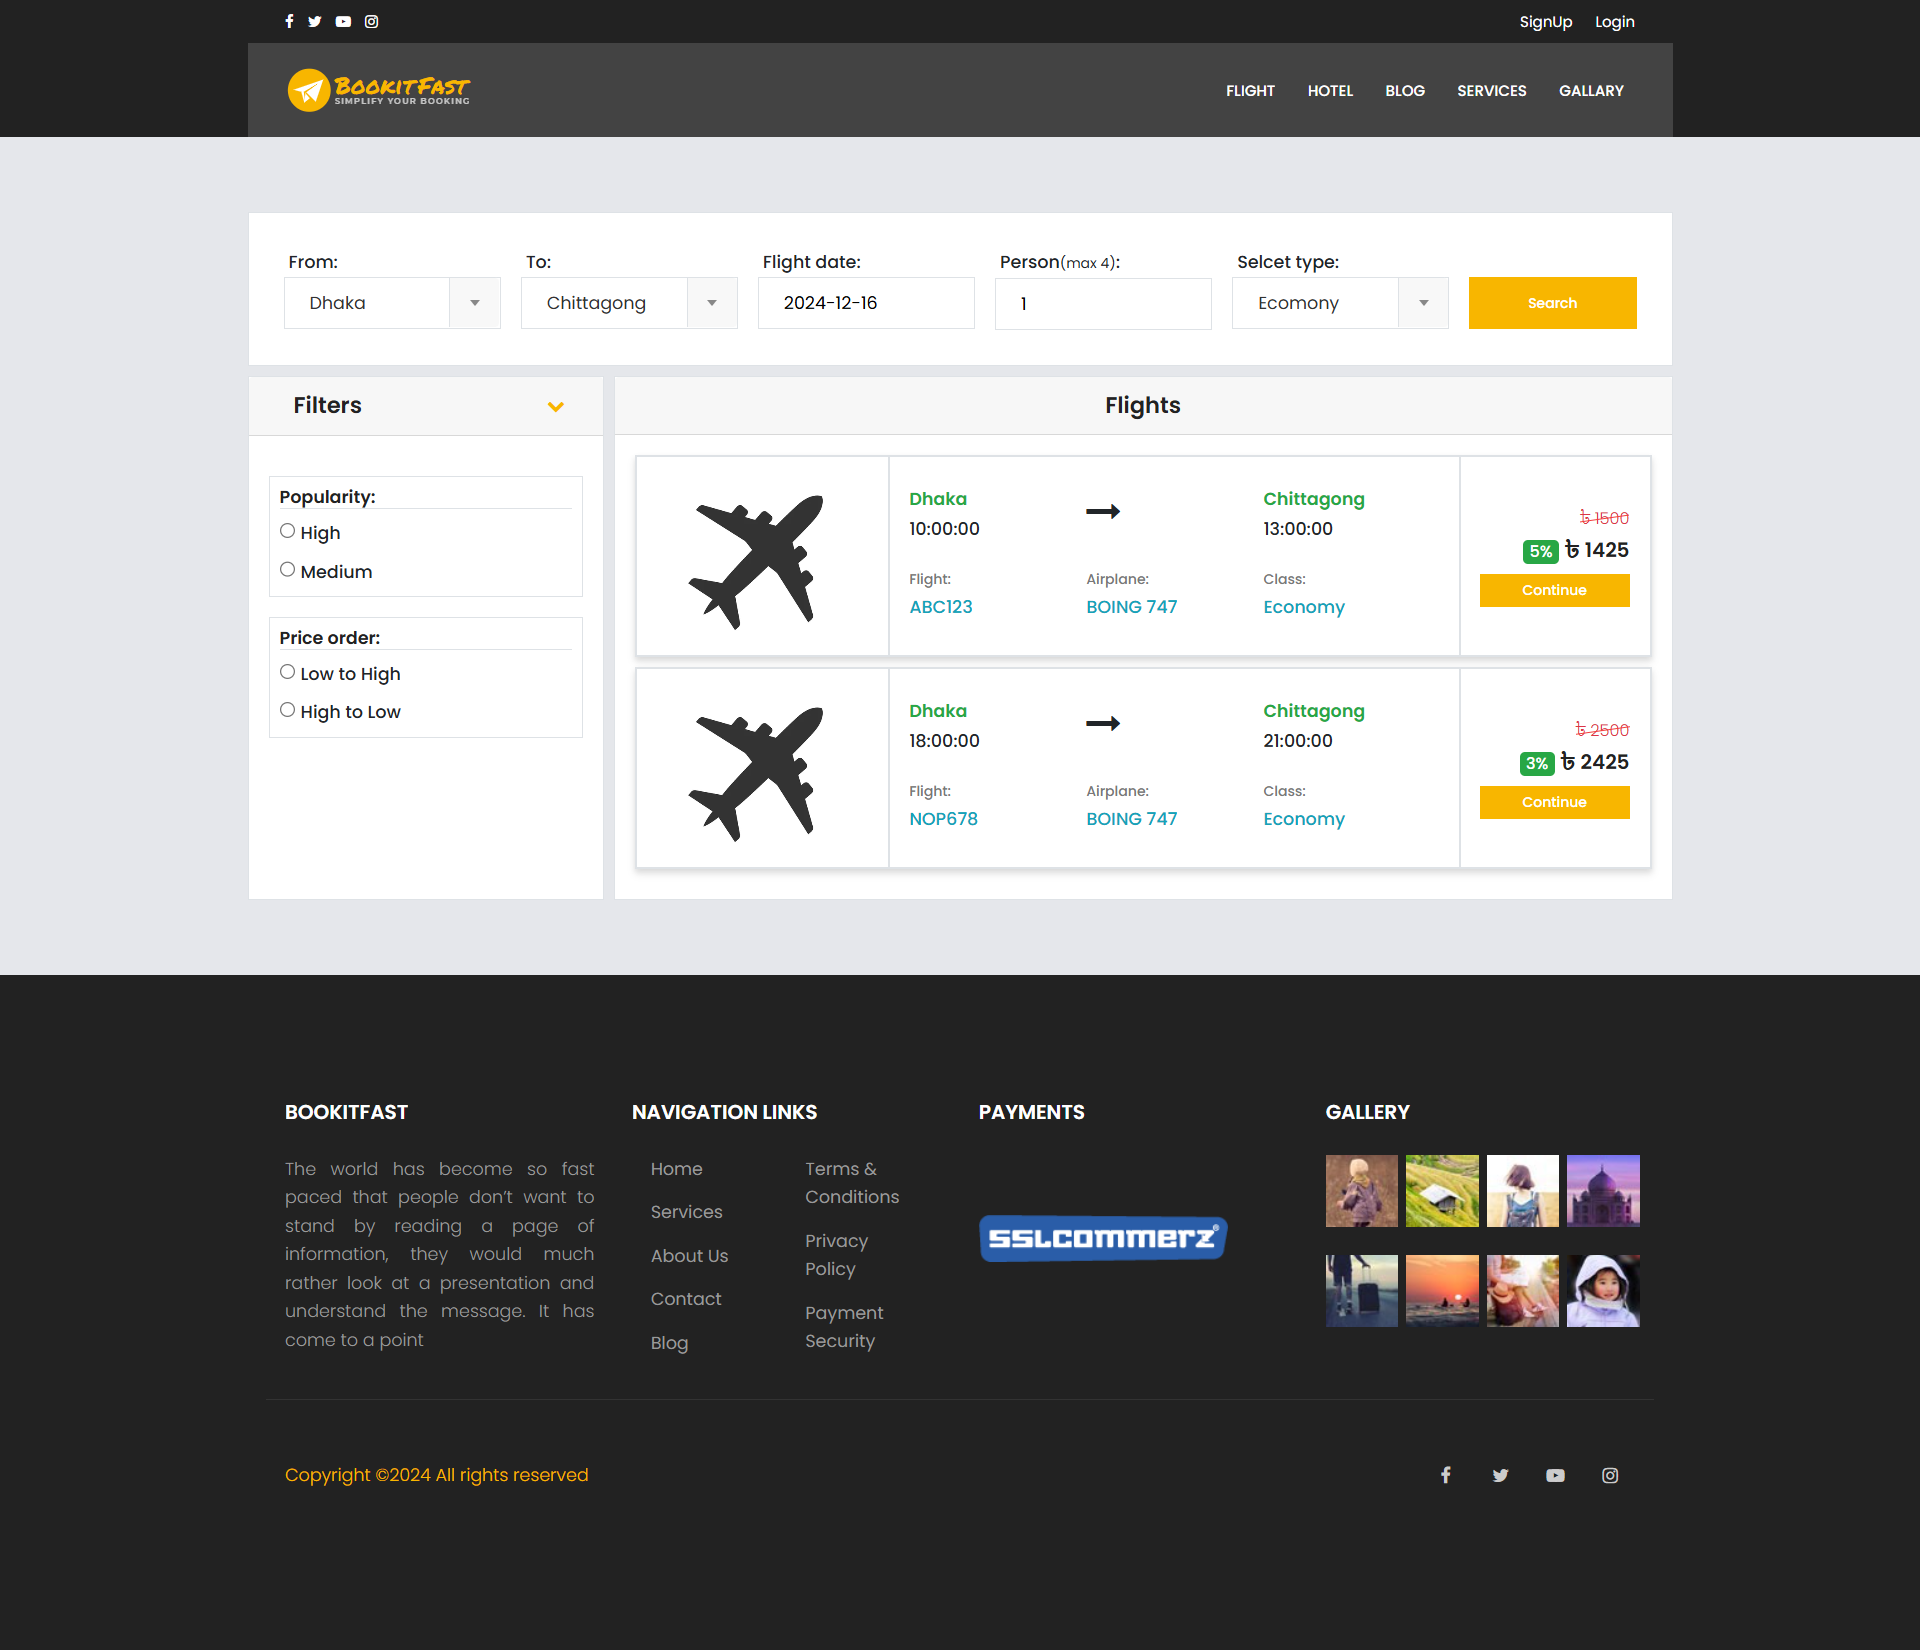 SignUp Login
BookitFast
SIMPLIFY YOUR BOOKING
FLIGHT HOTEL BLOG SERVICES GALLARY
From: To: Flight date: Person(max 4): Selcet type:
Dhaka Chittagong 2024-12-16 1 Ecomony Search
Filters
Popularity:
High
Medium
Price order:
Low to High
High to Low
Flights
Dhaka Chittagong
10:00:00 13:00:00
৳ 1500
5% ৳ 1425
Flight: Airplane: Class:
ABC123 BOING 747 Economy
Continue
Dhaka Chittagong
18:00:00 21:00:00
৳ 2500
3% ৳ 2425
Flight: Airplane: Class:
NOP678 BOING 747 Economy
Continue
BOOKITFAST
The world has become so fast
paced that people don’t want to
stand by reading a page of
information, they would much
rather look at a presentation and
understand the message. It has
come to a point
NAVIGATION LINKS
Home
Services
About Us
Contact
Blog
Terms &
Conditions
Privacy
Policy
Payment
Security
PAYMENTS
SSLCOMMERZ®
GALLERY
Copyright ©2024 All rights reserved